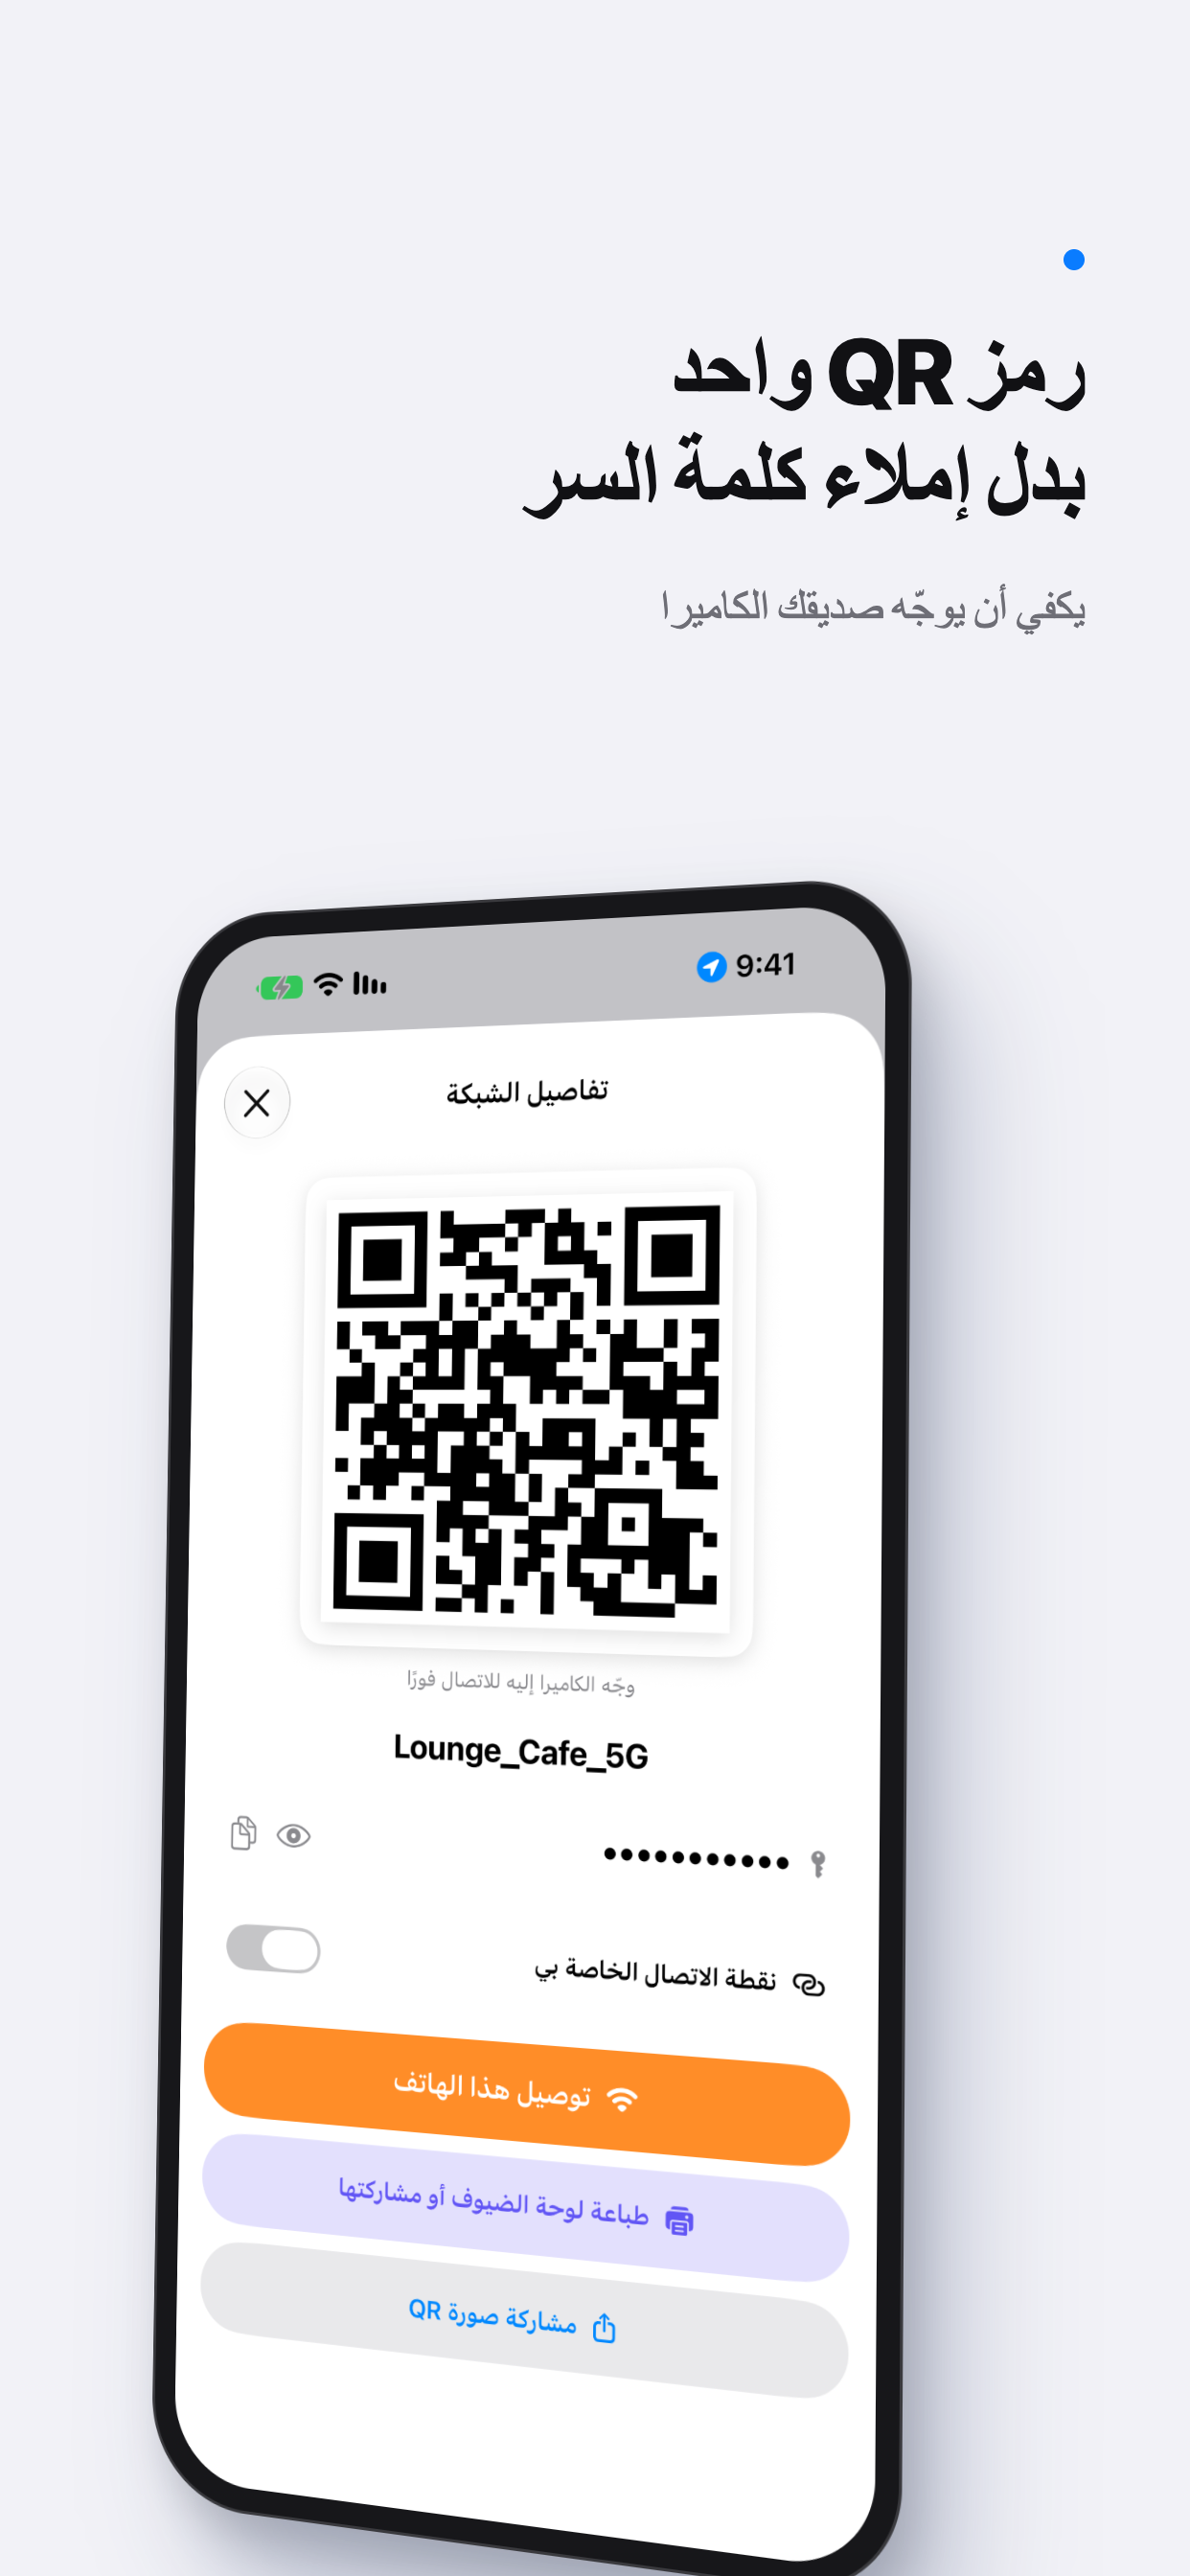 رمز QR واحد
بدل إملاء كلمة السر
يكفي أن يوجّه صديقك الكاميرا
9:41
تفاصيل الشبكة
وجّه الكاميرا إليه للاتصال فورًا
Lounge_Cafe_5G
•••••••••••
نقطة الاتصال الخاصة بي
توصيل هذا الهاتف
طباعة لوحة الضيوف أو مشاركتها
مشاركة صورة QR